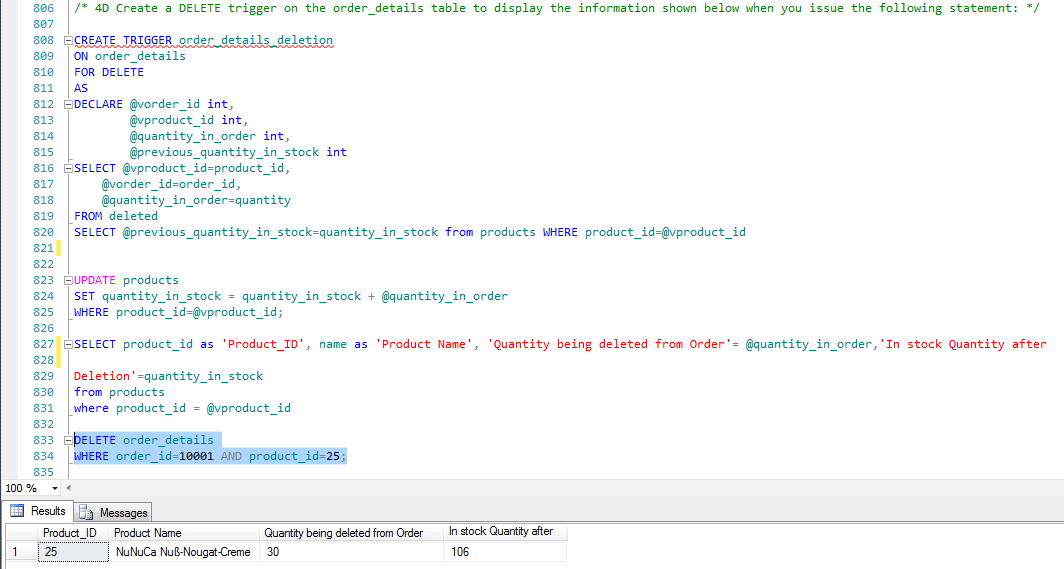 806 /* 4D Create a DELETE trigger on the order_details table to display the information shown below when you issue the following statement: */
807
808 CREATE TRIGGER order_details_deletion
809 ON order_details
810 FOR DELETE
811 AS
812 DECLARE @vorder_id int,
813 @vproduct_id int,
814 @quantity_in_order int,
815 @previous_quantity_in_stock int
816 SELECT @vproduct_id=product_id,
817 @vorder_id=order_id,
818 @quantity_in_order=quantity
819 FROM deleted
820 SELECT @previous_quantity_in_stock=quantity_in_stock from products WHERE product_id=@vproduct_id
821
822
823 UPDATE products
824 SET quantity_in_stock = quantity_in_stock + @quantity_in_order
825 WHERE product_id=@vproduct_id;
826
827 SELECT product_id as 'Product_ID', name as 'Product Name', 'Quantity being deleted from Order'= @quantity_in_order,'In stock Quantity after
828
829 Deletion'=quantity_in_stock
830 from products
831 where product_id = @vproduct_id
832
833 DELETE order_details
834 WHERE order_id=10001 AND product_id=25;
835
100 %
Results Messages
Product_ID Product Name Quantity being deleted from Order In stock Quantity after
1 25 NuNuCa Nuß-Nougat-Creme 30 106